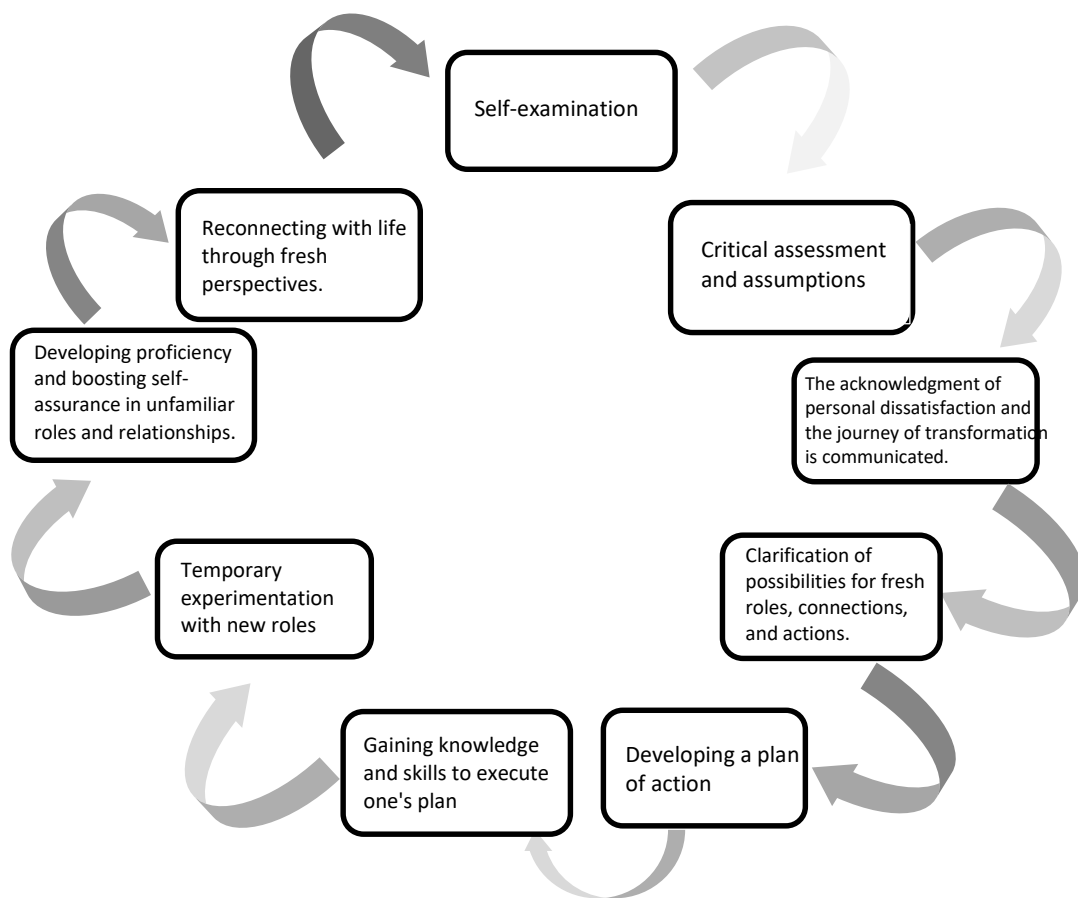 Self-examination
Critical assessment
and assumptions
The acknowledgment of
personal dissatisfaction and
the journey of transformation
is communicated.
Clarification of
possibilities for fresh
roles, connections,
and actions.
Developing a plan
of action
Gaining knowledge
and skills to execute
one's plan
Temporary
experimentation
with new roles
Developing proficiency
and boosting self-
assurance in unfamiliar
roles and relationships.
Reconnecting with life
through fresh
perspectives.